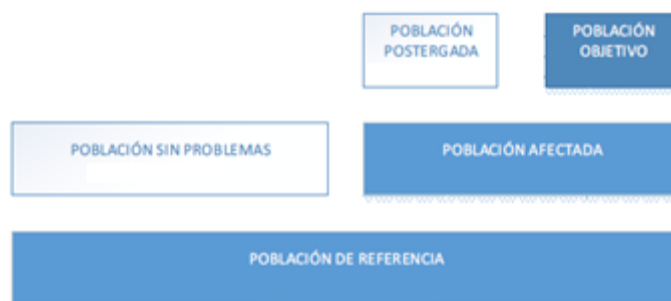 POBLACIÓN
POSTERGADA
POBLACIÓN
OBJETIVO
POBLACIÓN SIN PROBLEMAS
POBLACIÓN AFECTADA
POBLACIÓN DE REFERENCIA